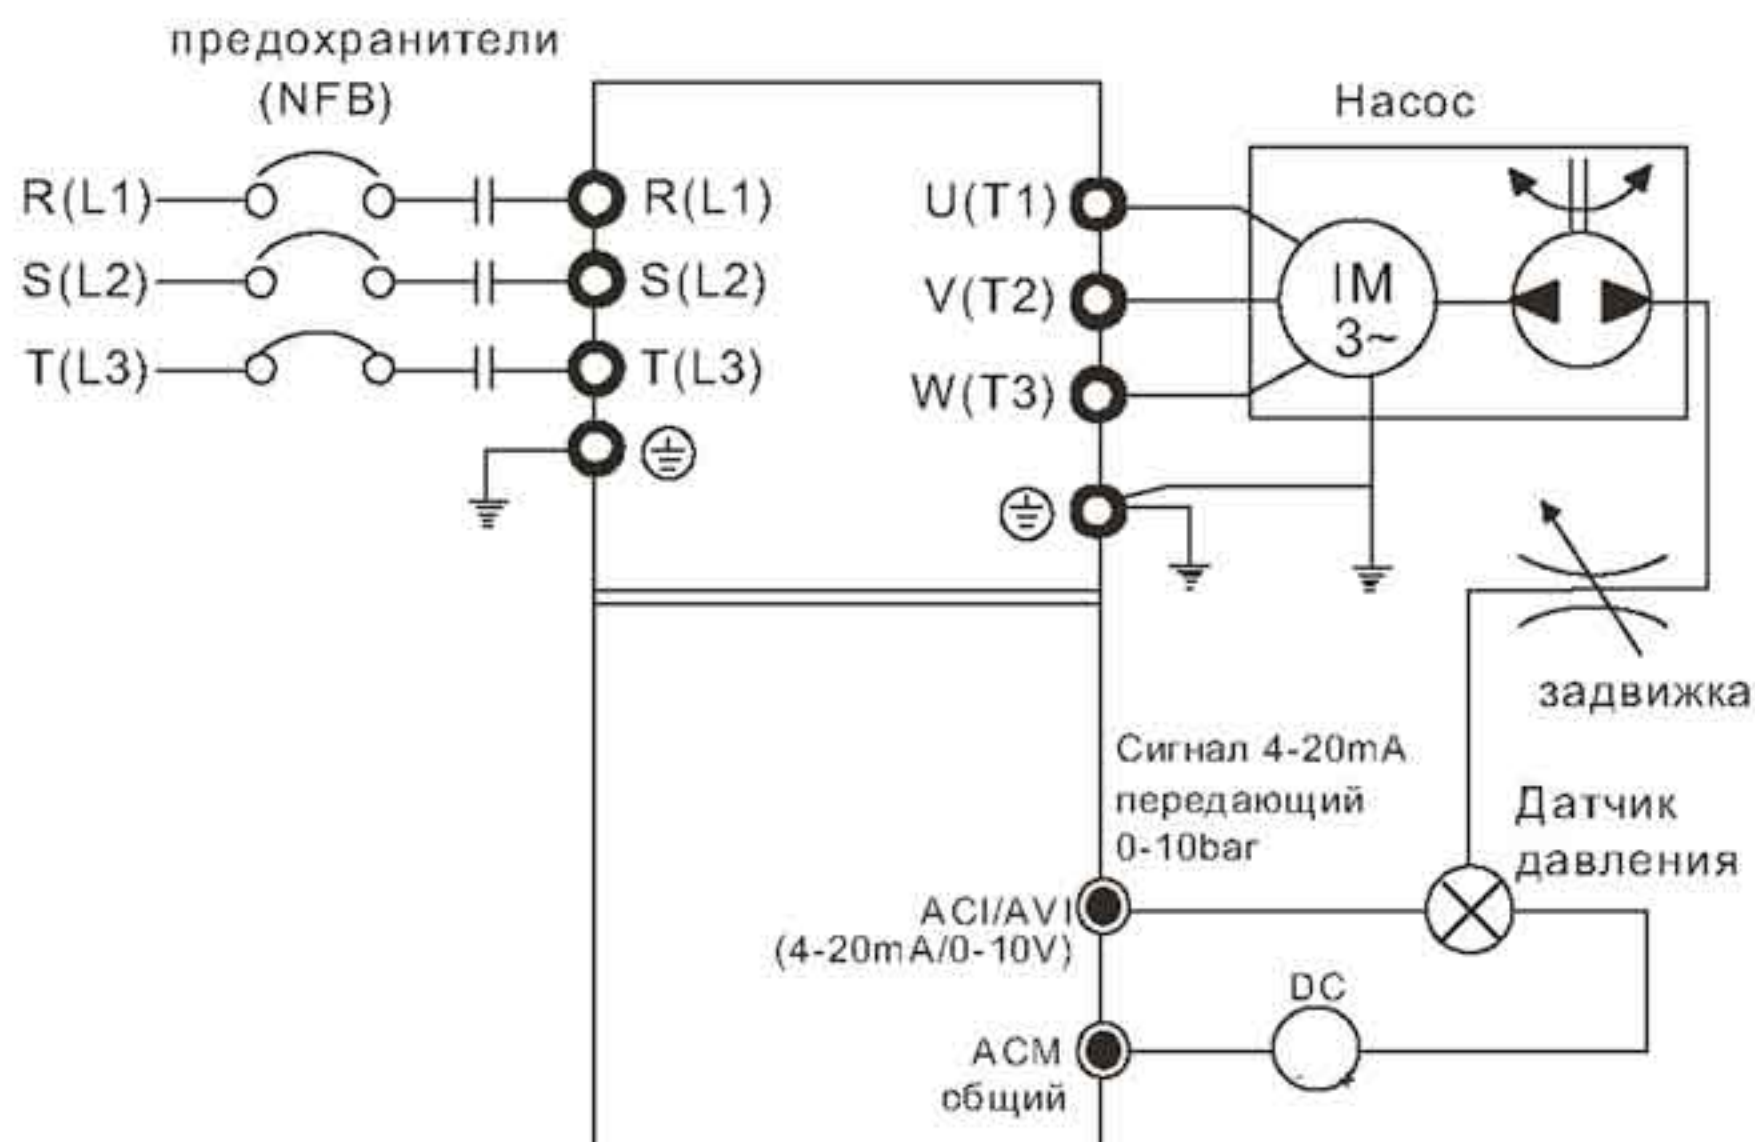 предохранители
(NFB)
R(L1)
S(L2)
T(L3)
R(L1)
S(L2)
T(L3)
U(T1)
V(T2)
W(T3)
Насос
IM
3~
задвижка
Сигнал 4-20mA
передающий
0-10bar
Датчик
давления
ACI/AVI
(4-20mA/0-10V)
DC
- +
ACM
общий